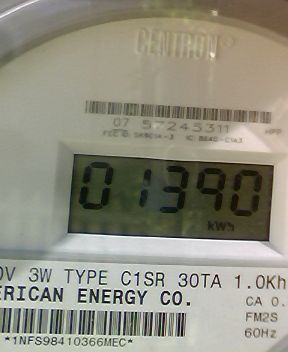 CENTRON®
07 57245311
01390
kWh
0V 3W TYPE C1SR 30TA 1.0Kh
ERICAN ENERGY CO.
CA 0.
FM2S
60Hz
*1NFS98410366MEC*